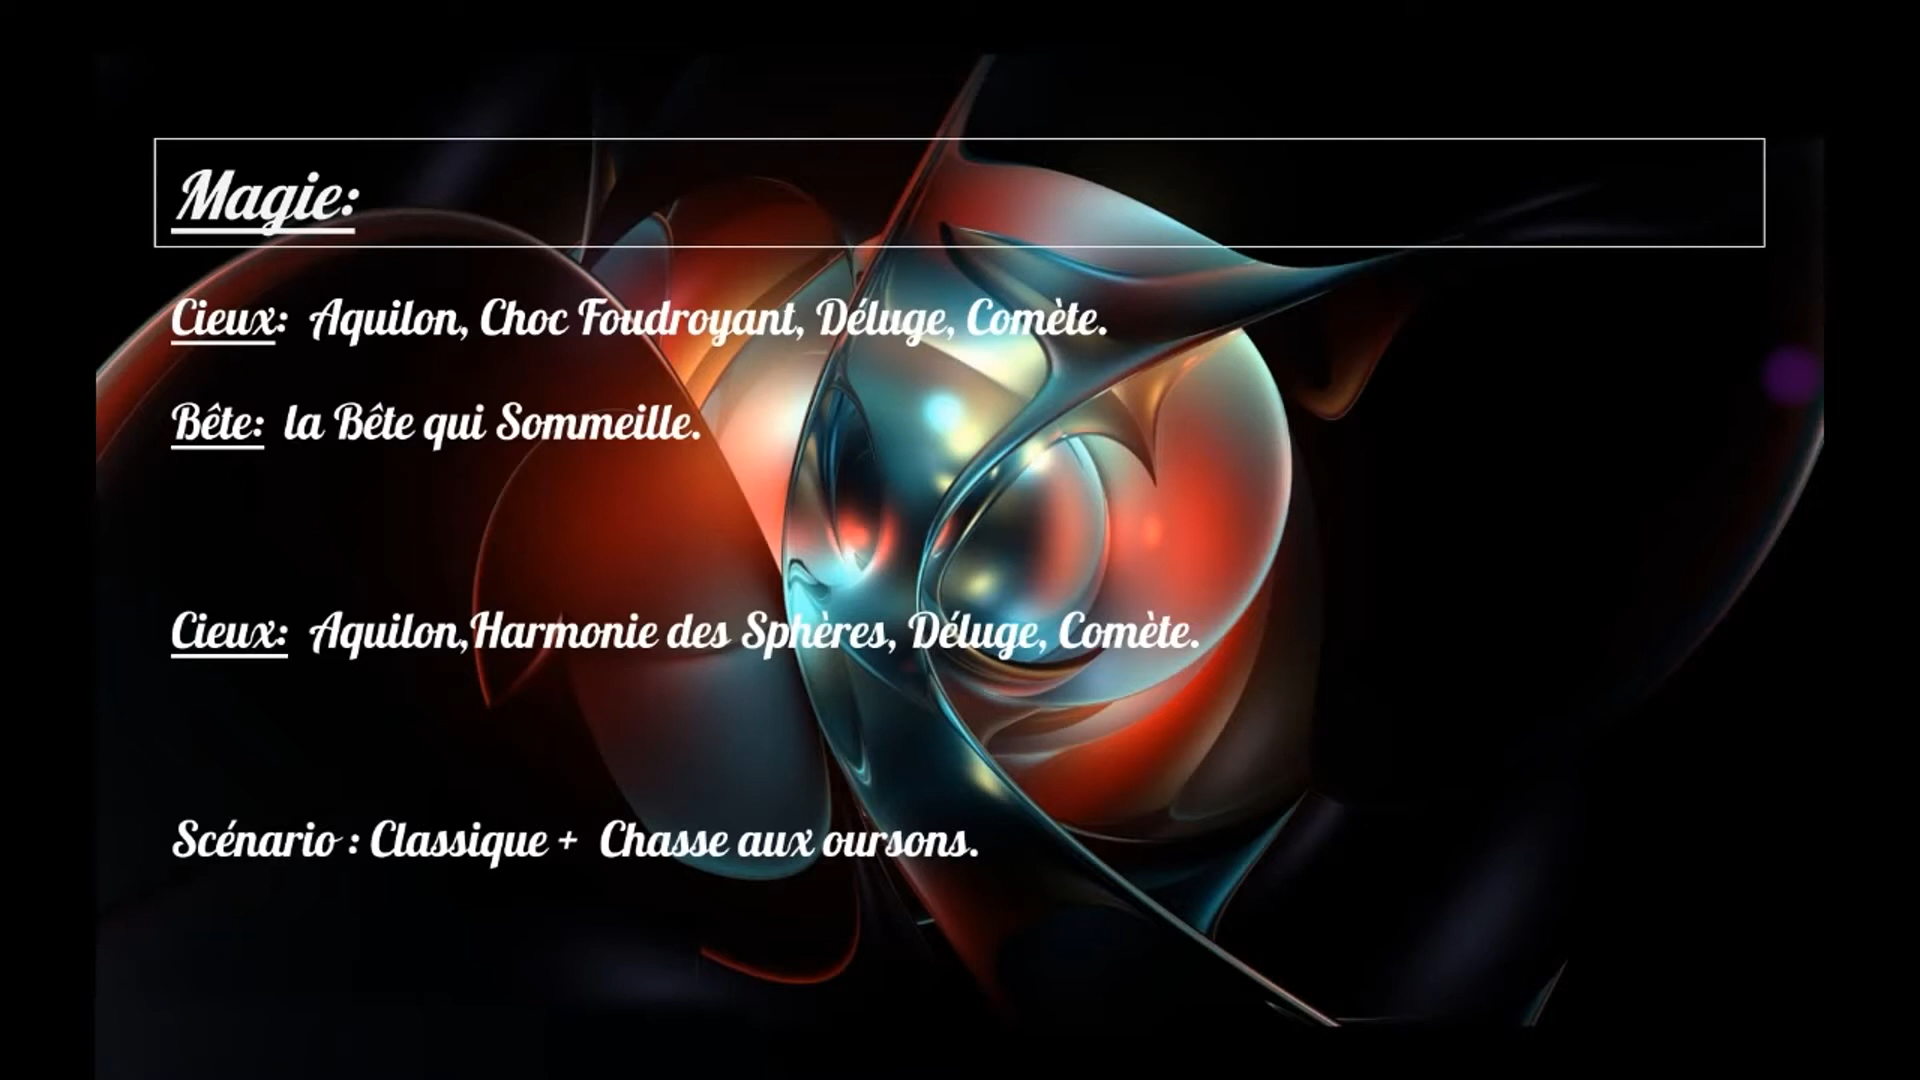 Magie:
Cieux: Aquilon, Choc Foudroyant, Déluge, Comète.
Bête: la Bête qui Sommeille.
Cieux: Aquilon,Harmonie des Sphères, Déluge, Comète.
Scénario : Classique + Chasse aux oursons.